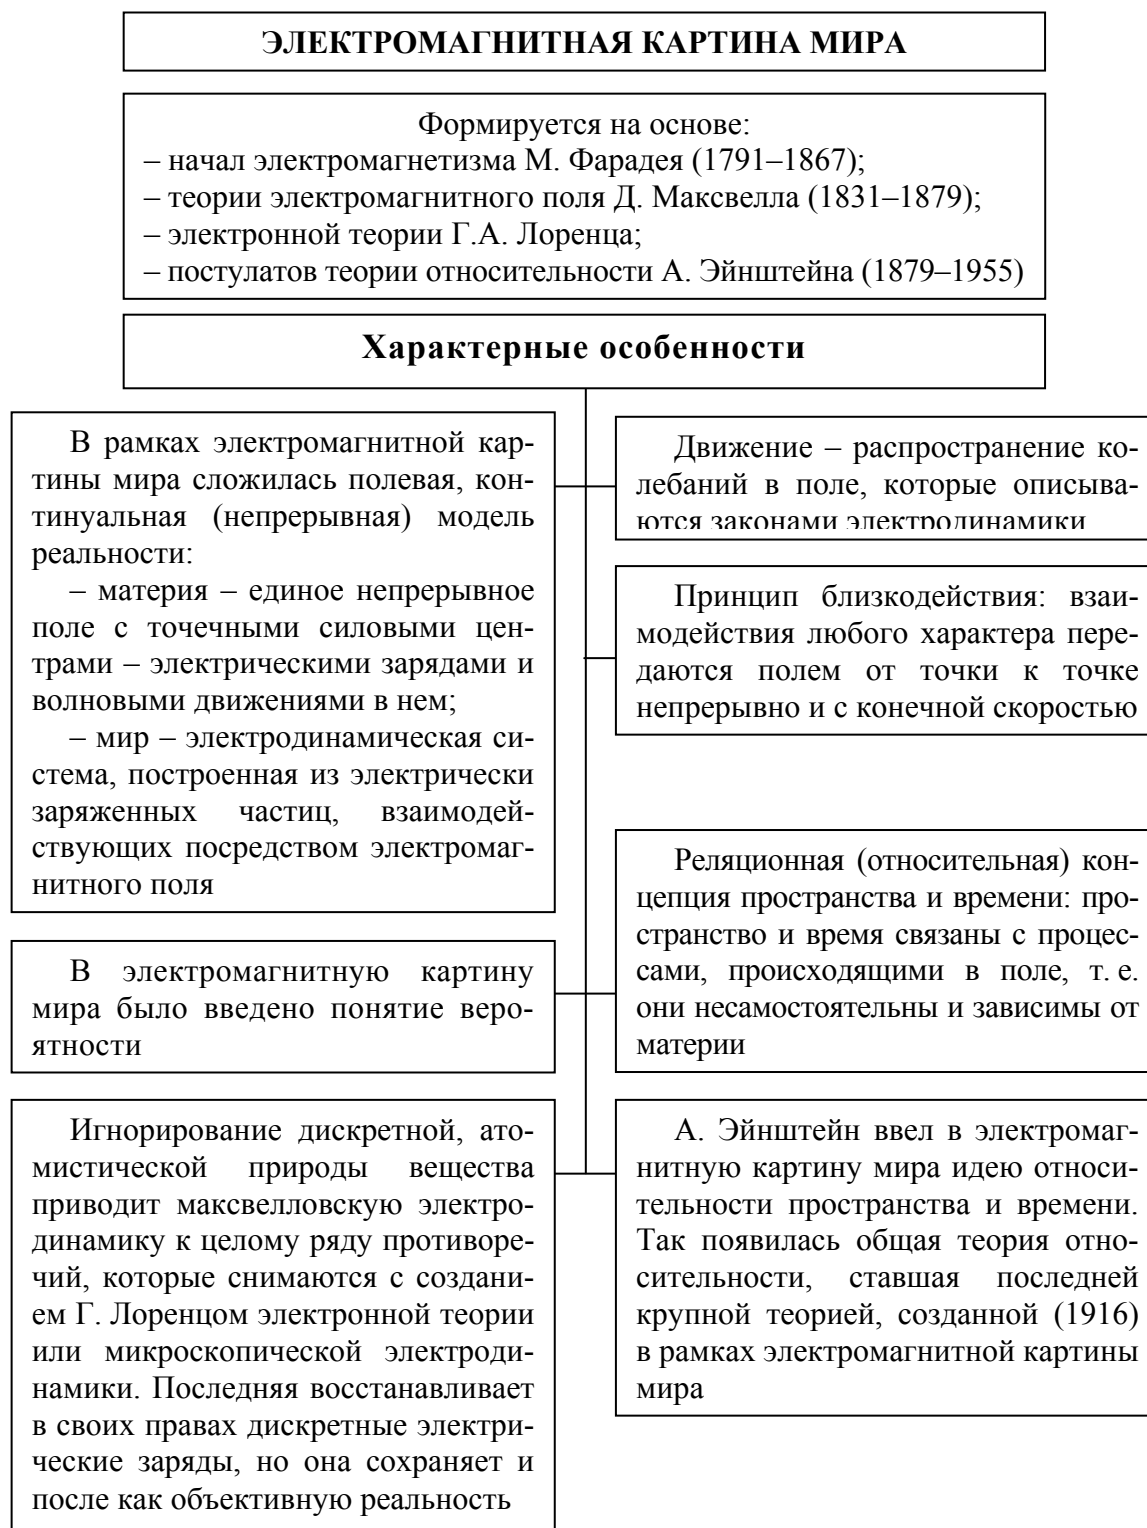 ЭЛЕКТРОМАГНИТНАЯ КАРТИНА МИРА
Формируется на основе:
– начал электромагнетизма М. Фарадея (1791–1867);
– теории электромагнитного поля Д. Максвелла (1831–1879);
– электронной теории Г.А. Лоренца;
– постулатов теории относительности А. Эйнштейна (1879–1955)
Характерные особенности
В рамках электромагнитной кар-
тины мира сложилась полевая, кон-
тинуальная (непрерывная) модель
реальности:
– материя – единое непрерывное
поле с точечными силовыми цен-
трами – электрическими зарядами и
волновыми движениями в нем;
– мир – электродинамическая си-
стема, построенная из электрически
заряженных частиц, взаимодей-
ствующих посредством электромаг-
нитного поля
В электромагнитную картину
мира было введено понятие веро-
ятности
Игнорирование дискретной, ато-
мистической природы вещества
приводит максвелловскую электро-
динамику к целому ряду противоре-
чий, которые снимаются с создани-
ем Г. Лоренцом электронной теории
или микроскопической электроди-
намики. Последняя восстанавливает
в своих правах дискретные электри-
ческие заряды, но она сохраняет и
после как объективную реальность
Движение – распространение ко-
лебаний в поле, которые описыва-
ются законами электродинамики
Принцип близкодействия: взаи-
модействия любого характера пере-
даются полем от точки к точке
непрерывно и с конечной скоростью
Реляционная (относительная) кон-
цепция пространства и времени: про-
странство и время связаны с процес-
сами, происходящими в поле, т. е.
они несамостоятельны и зависимы от
материи
А. Эйнштейн ввел в электромаг-
нитную картину мира идею относи-
тельности пространства и времени.
Так появилась общая теория отно-
сительности, ставшая последней
крупной теорией, созданной (1916)
в рамках электромагнитной картины
мира